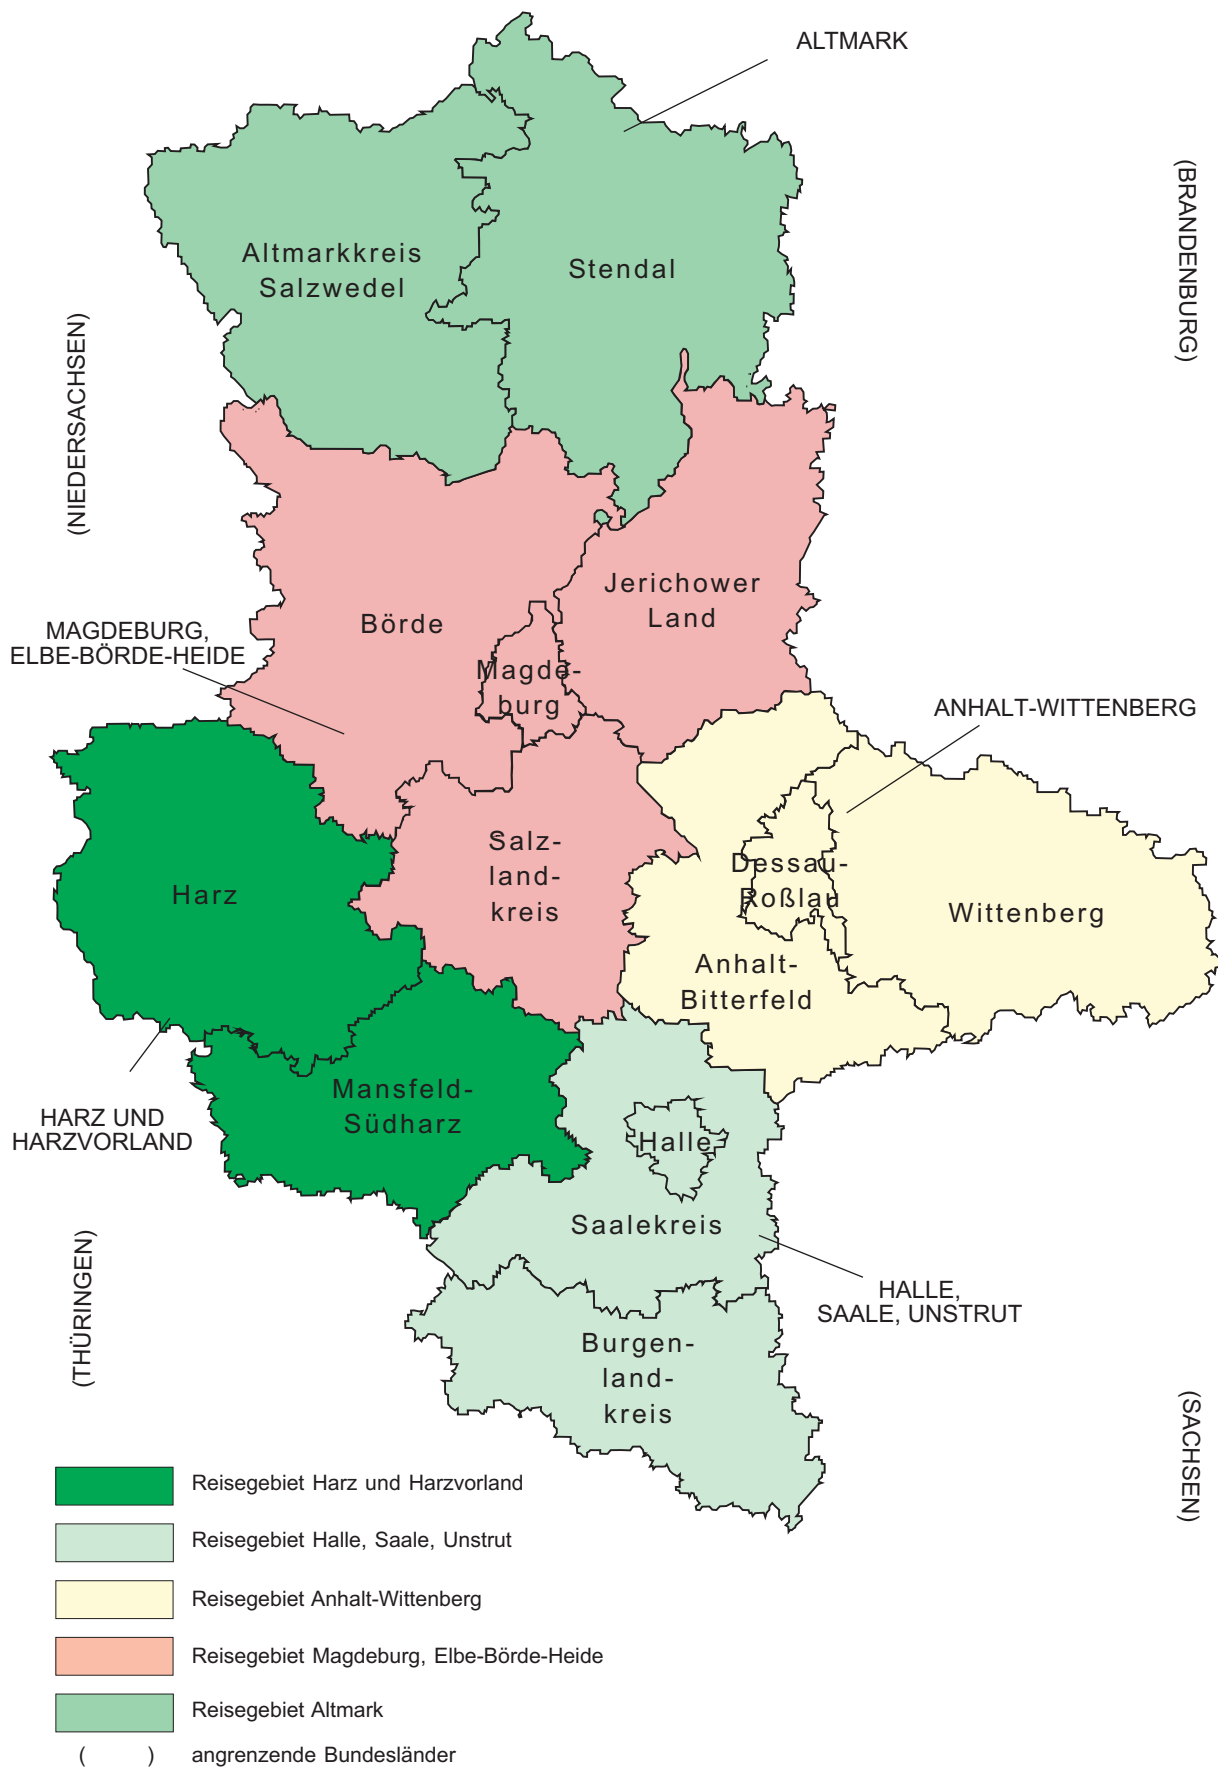 ALTMARK
(BRANDENBURG)
Altmarkkreis
Salzwedel
Stendal
(NIEDERSACHSEN)
Jerichower
Land
Börde
MAGDEBURG,
ELBE-BÖRDE-HEIDE
Magde-
burg
ANHALT-WITTENBERG
Salz-
land-
kreis
Dessau-
Roßlau
Harz
Wittenberg
Anhalt-
Bitterfeld
Mansfeld-
Südharz
HARZ UND
HARZVORLAND
Halle
Saalekreis
(THÜRINGEN)
HALLE,
SAALE, UNSTRUT
Burgen-
land-
kreis
(SACHSEN)
Reisegebiet Harz und Harzvorland
Reisegebiet Halle, Saale, Unstrut
Reisegebiet Anhalt-Wittenberg
Reisegebiet Magdeburg, Elbe-Börde-Heide
Reisegebiet Altmark
( ) angrenzende Bundesländer